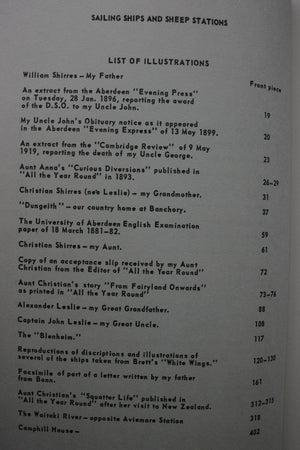 SAILING SHIPS AND SHEEP STATIONS
LIST OF ILLUSTRATIONS
William Shirres — My Father Front piece
An extract from the Aberdeen "Evening Press"
on Tuesday, 28 Jan. 1896, reporting the award
of the D.S.O. to my Uncle John. 19
My Uncle John's Obituary notice as it appeared
in the Aberdeen "Evening Express" of 13 May 1899. 20
An extract from the "Cambridge Review" of 9 May
1919, reporting the death of my Uncle George. 23
Aunt Anna's "Curious Diversions" published in
"All the Year Round" in 1893. 26-29
Christian Shirres (neè Leslie) — my Grandmother. 31
"Dungeith" — our country home at Banchory. 37
The University of Aberdeen English Examination
paper of 18 March 1881-82. 59
Christian Shirres — my Aunt. 61
Copy of an acceptance slip received by my Aunt
Christian from the Editor of "All the Year Round" 72
Aunt Christian's story "From Fairyland Onwards"
as printed in "All the Year Round" 73-76
Alexander Leslie — my Great Grandfather. 88
Captain John Leslie — my Great Uncle. 108
The "Blenheim." 117
Reproductions of discriptions and illustrations of
several of the ships taken from Brett's "White Wings." 120-130
Facsimile of part of a letter written by my father
from Bonn. 161
Aunt Christian's "Squatter Life" published in
"All the Year Round" after her visit to New Zealand. 312-315
The Waitaki River — opposite Aviemore Station 318
Camphill House — 402